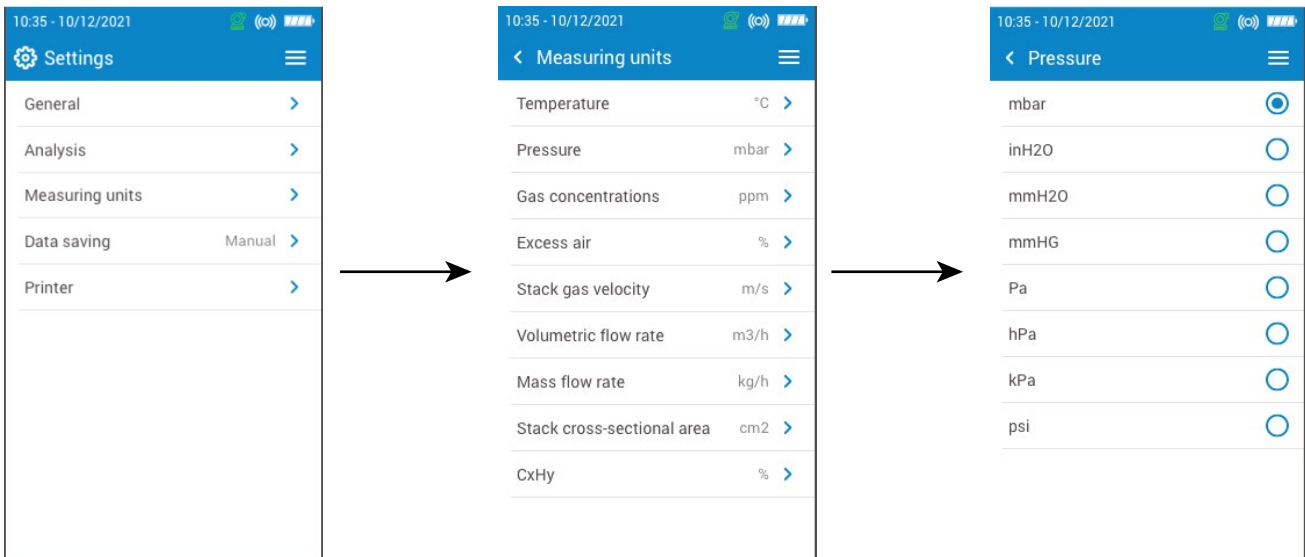 10:35 - 10/12/2021
Settings
General
Analysis
Measuring units
Data saving Manual
Printer
10:35 - 10/12/2021
Measuring units
Temperature °C
Pressure mbar
Gas concentrations ppm
Excess air %
Stack gas velocity m/s
Volumetric flow rate m3/h
Mass flow rate kg/h
Stack cross-sectional area cm2
CxHy %
10:35 - 10/12/2021
Pressure
mbar
inH2O
mmH2O
mmHG
Pa
hPa
kPa
psi